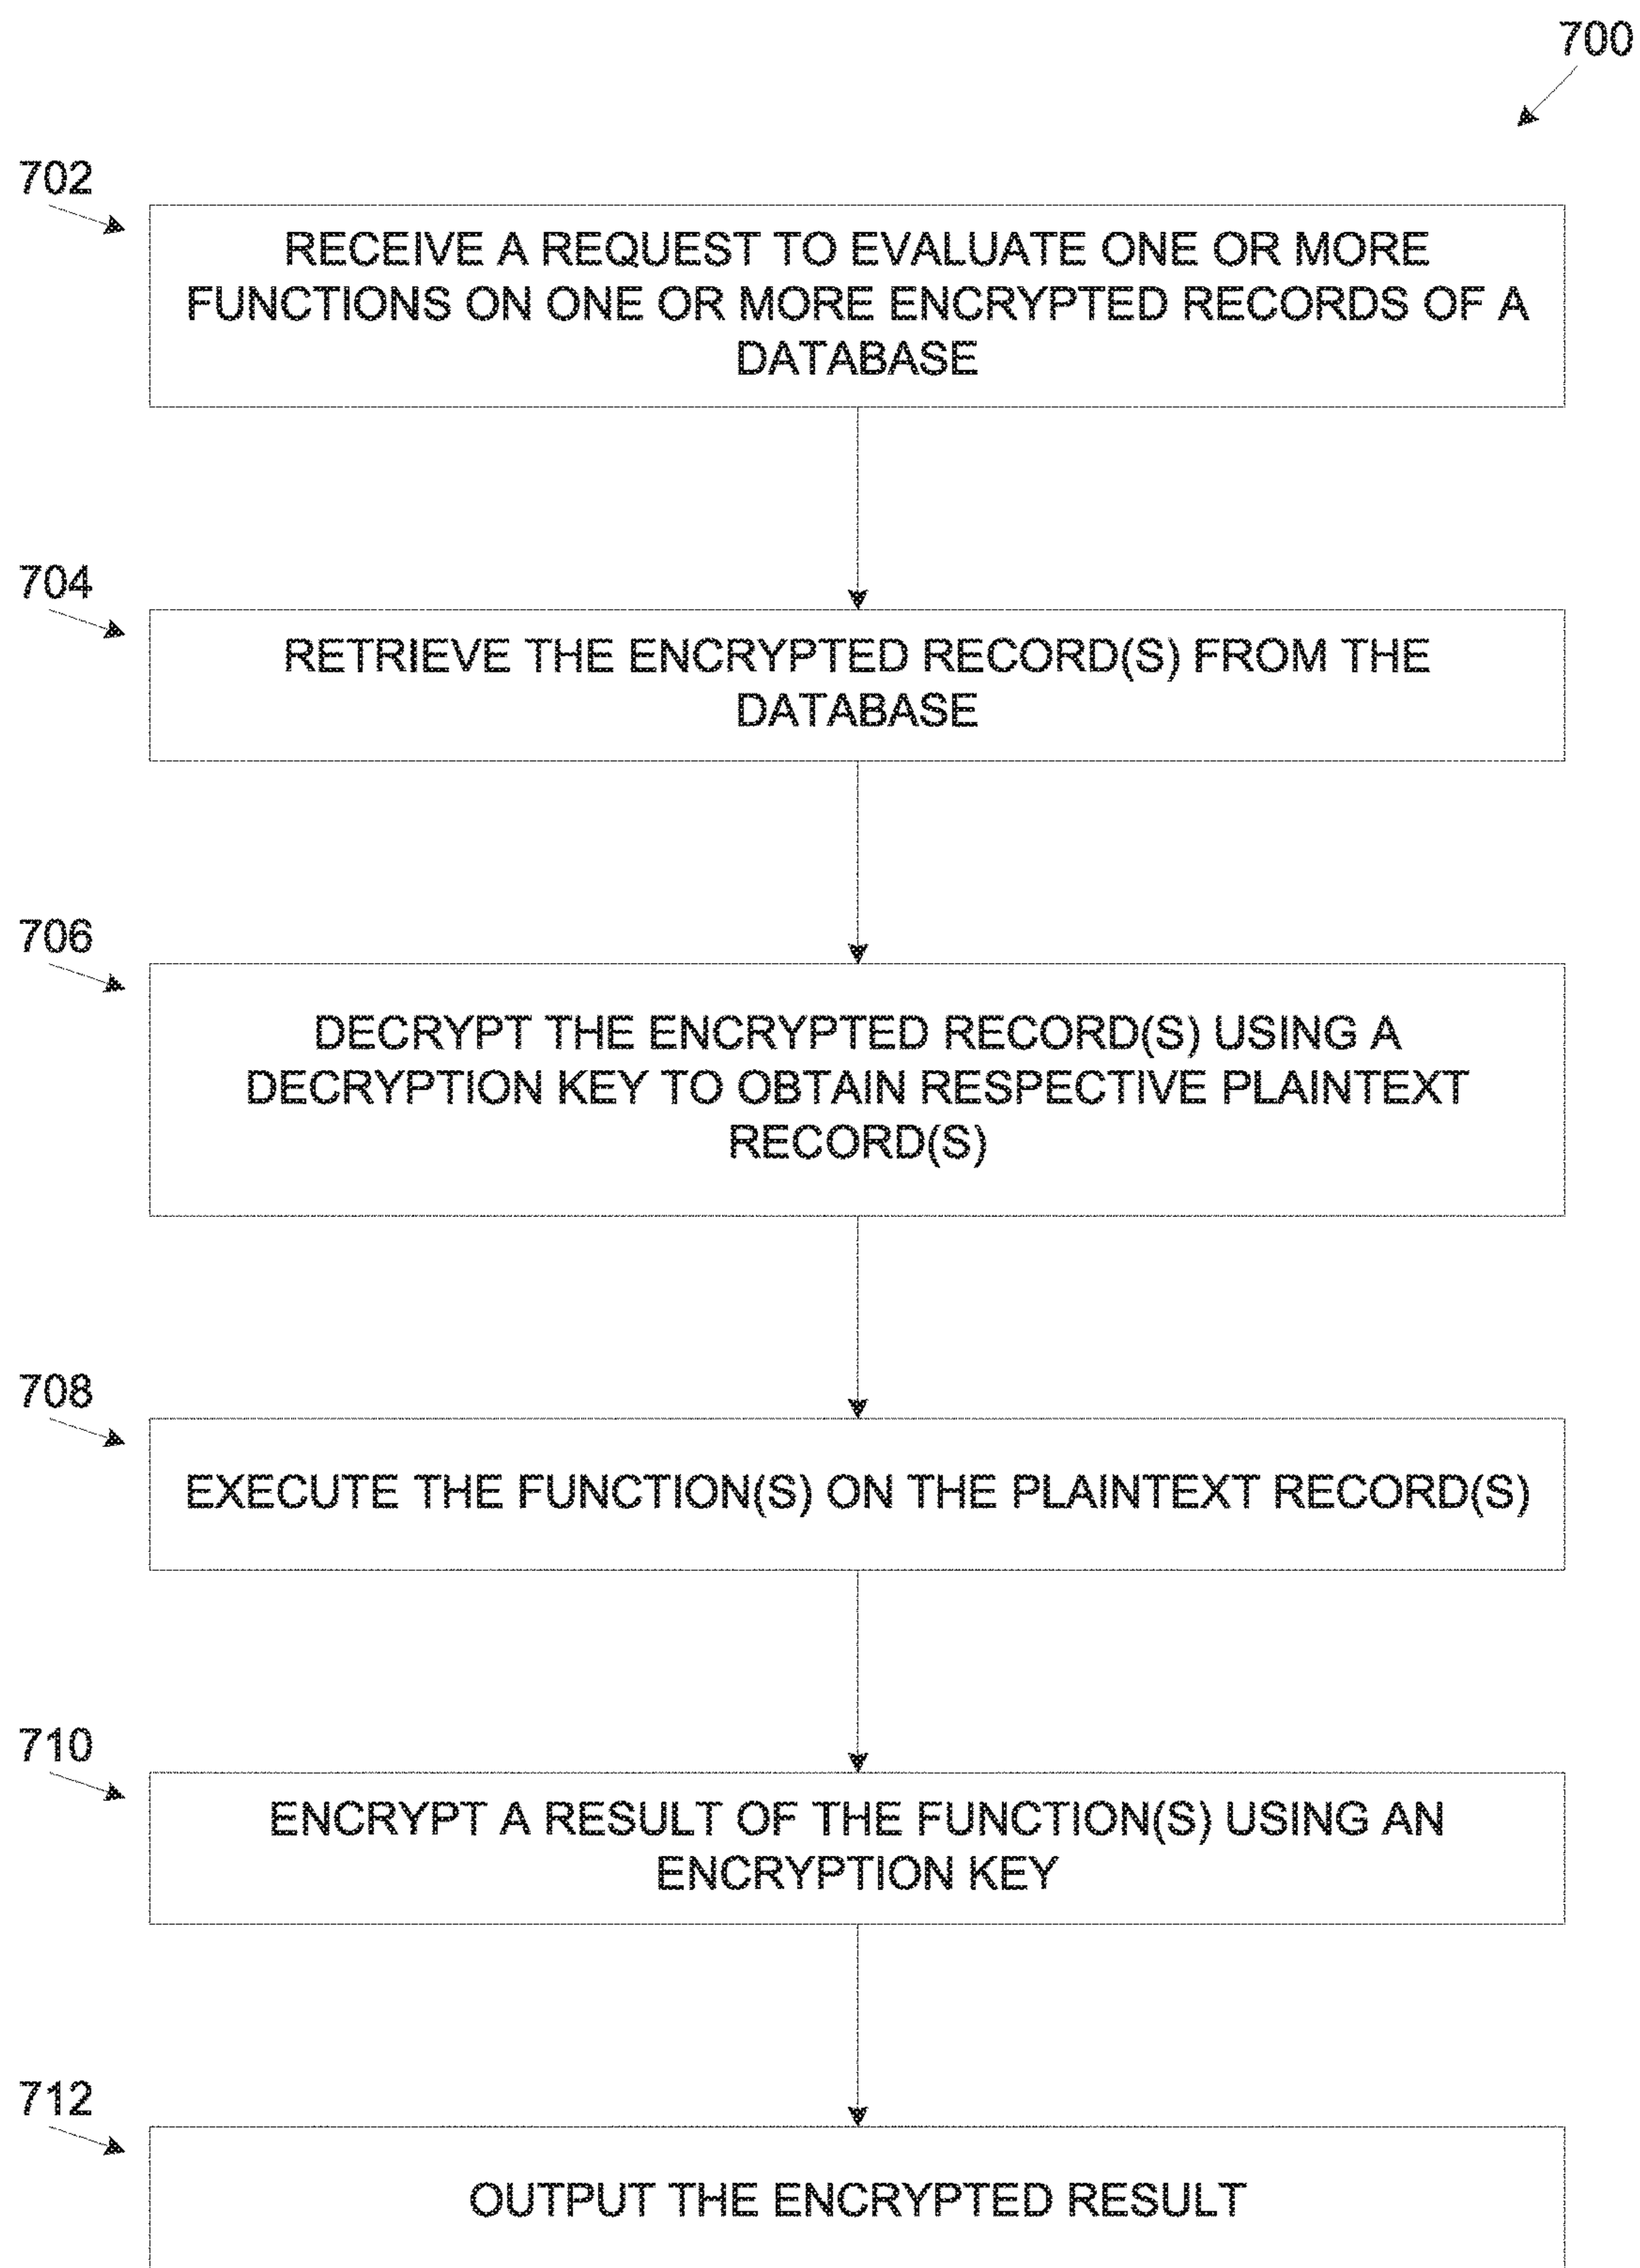 700
702
RECEIVE A REQUEST TO EVALUATE ONE OR MORE
FUNCTIONS ON ONE OR MORE ENCRYPTED RECORDS OF A
DATABASE
704
RETRIEVE THE ENCRYPTED RECORD(S) FROM THE
DATABASE
706
DECRYPT THE ENCRYPTED RECORD(S) USING A
DECRYPTION KEY TO OBTAIN RESPECTIVE PLAINTEXT
RECORD(S)
708
EXECUTE THE FUNCTION(S) ON THE PLAINTEXT RECORD(S)
710
ENCRYPT A RESULT OF THE FUNCTION(S) USING AN
ENCRYPTION KEY
712
OUTPUT THE ENCRYPTED RESULT